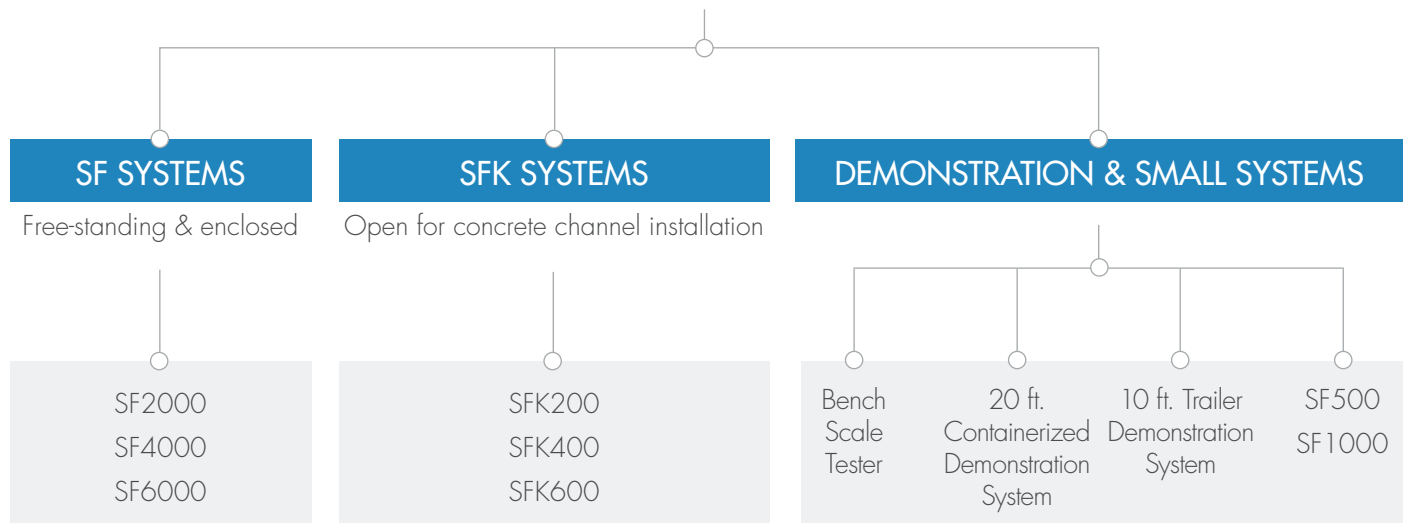 SF SYSTEMS
Free-standing & enclosed
SF2000
SF4000
SF6000
SFK SYSTEMS
Open for concrete channel installation
SFK200
SFK400
SFK600
DEMONSTRATION & SMALL SYSTEMS
Bench
Scale
Tester
20 ft.
Containerized
Demonstration
System
10 ft. Trailer
Demonstration
System
SF500
SF1000